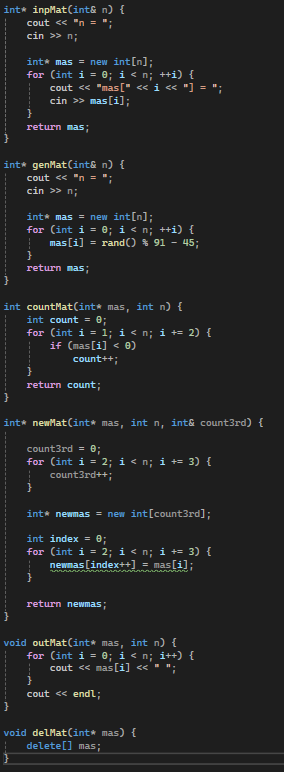 int* inpMat(int& n) {
    cout << "n = ";
    cin >> n;

    int* mas = new int[n];
    for (int i = 0; i < n; ++i) {
        cout << "mas[" << i << "] = ";
        cin >> mas[i];
    }
    return mas;
}

int* genMat(int& n) {
    cout << "n = ";
    cin >> n;

    int* mas = new int[n];
    for (int i = 0; i < n; ++i) {
        mas[i] = rand() % 91 - 45;
    }
    return mas;
}

int countMat(int* mas, int n) {
    int count = 0;
    for (int i = 1; i < n; i += 2) {
        if (mas[i] < 0)
            count++;
    }
    return count;
}

int* newMat(int* mas, int n, int& count3rd) {

    count3rd = 0;
    for (int i = 2; i < n; i += 3) {
        count3rd++;
    }

    int* newmas = new int[count3rd];

    int index = 0;
    for (int i = 2; i < n; i += 3) {
        newmas[index++] = mas[i];
    }

    return newmas;
}

void outMat(int* mas, int n) {
    for (int i = 0; i < n; i++) {
        cout << mas[i] << " ";
    }
    cout << endl;
}

void delMat(int* mas) {
    delete[] mas;
}